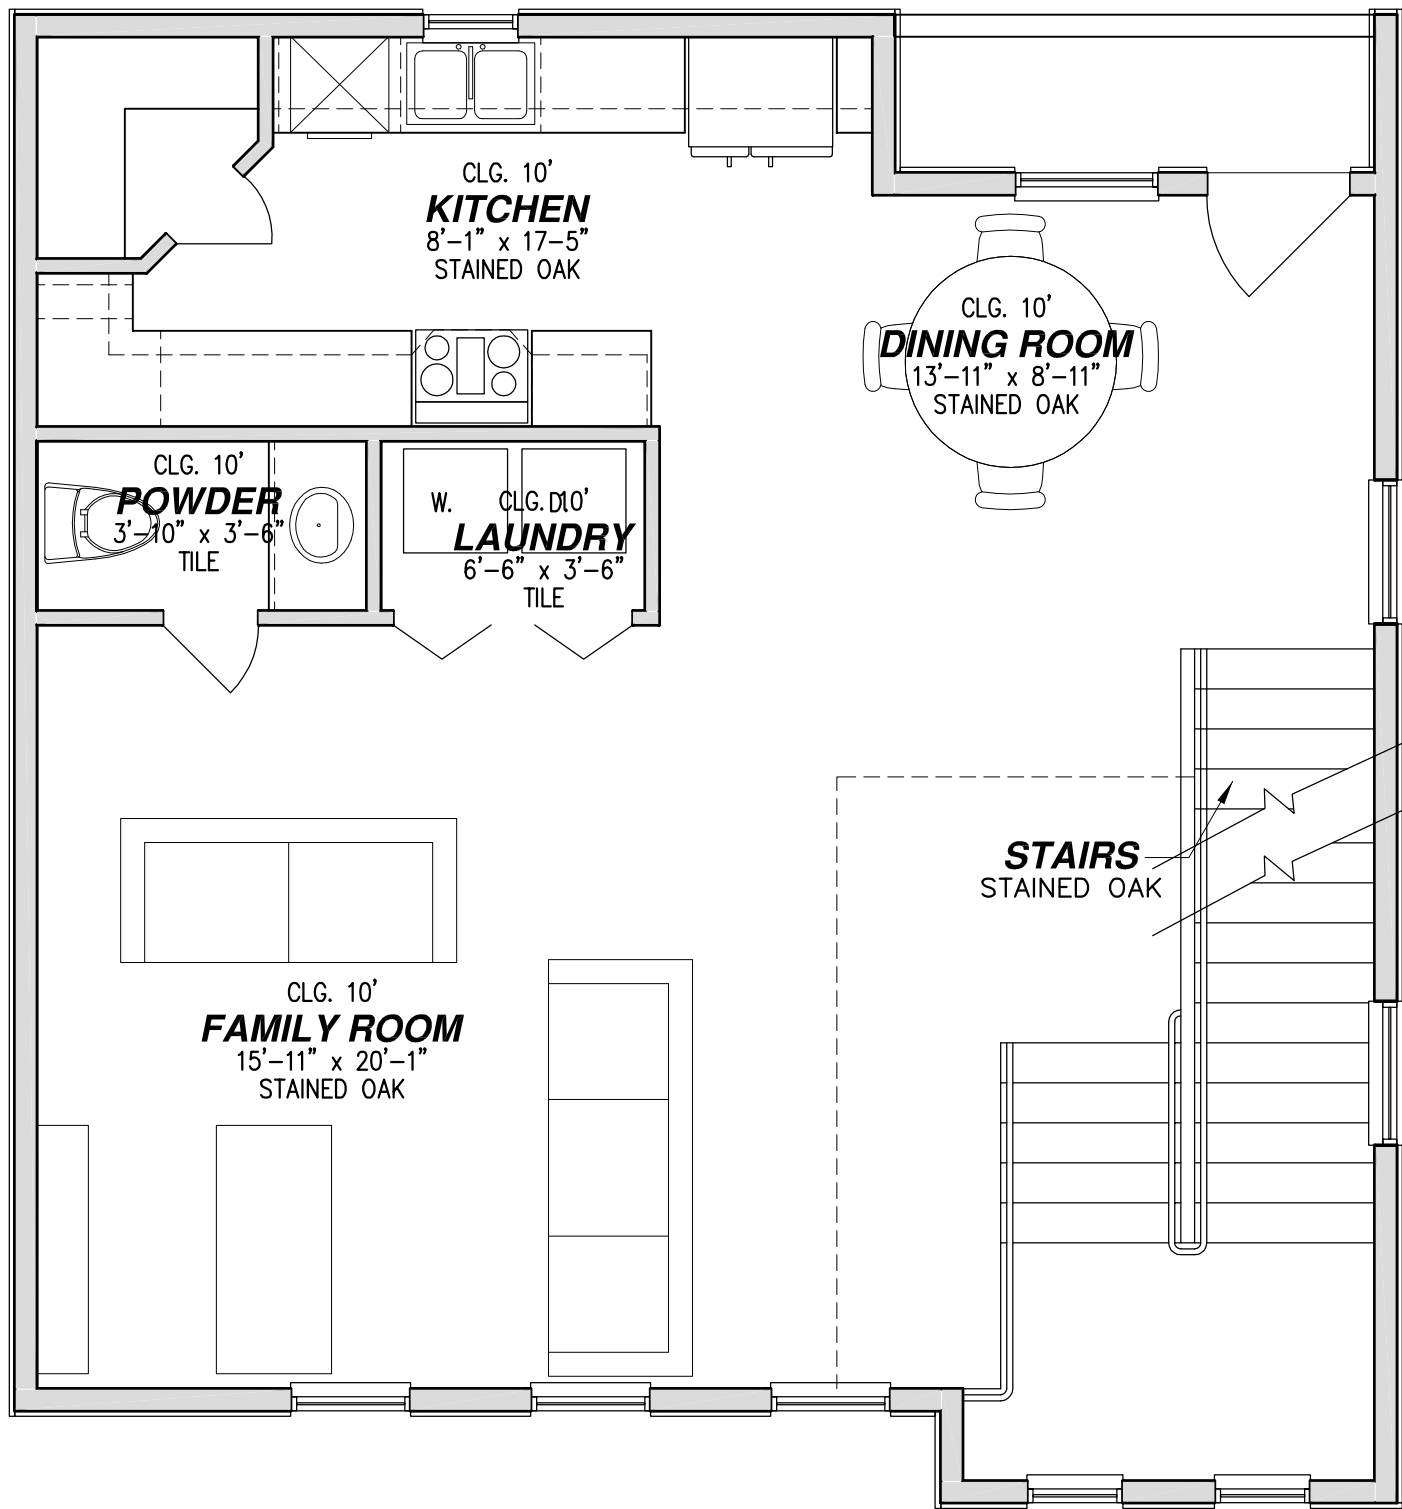 CLG. 10'
KITCHEN
8'-1" x 17-5"
STAINED OAK
CLG. 10'
DINING ROOM
13'-11" x 8'-11"
STAINED OAK
CLG. 10'
POWDER
3'-10" x 3'-6"
TILE
W.
D.
CLG. 10'
LAUNDRY
6'-6" x 3'-6"
TILE
STAIRS
STAINED OAK
CLG. 10'
FAMILY ROOM
15'-11" x 20'-1"
STAINED OAK